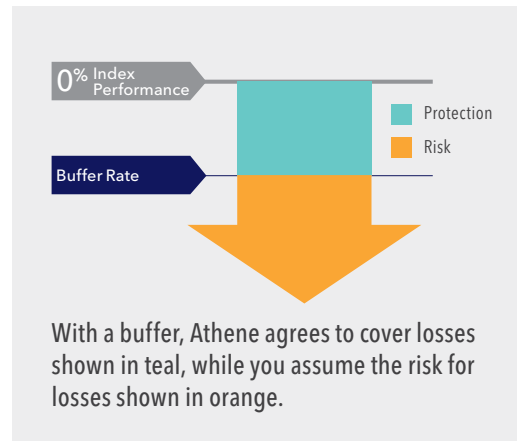 0% Index
Performance
Protection
Risk
Buffer Rate
With a buffer, Athene agrees to cover losses
shown in teal, while you assume the risk for
losses shown in orange.